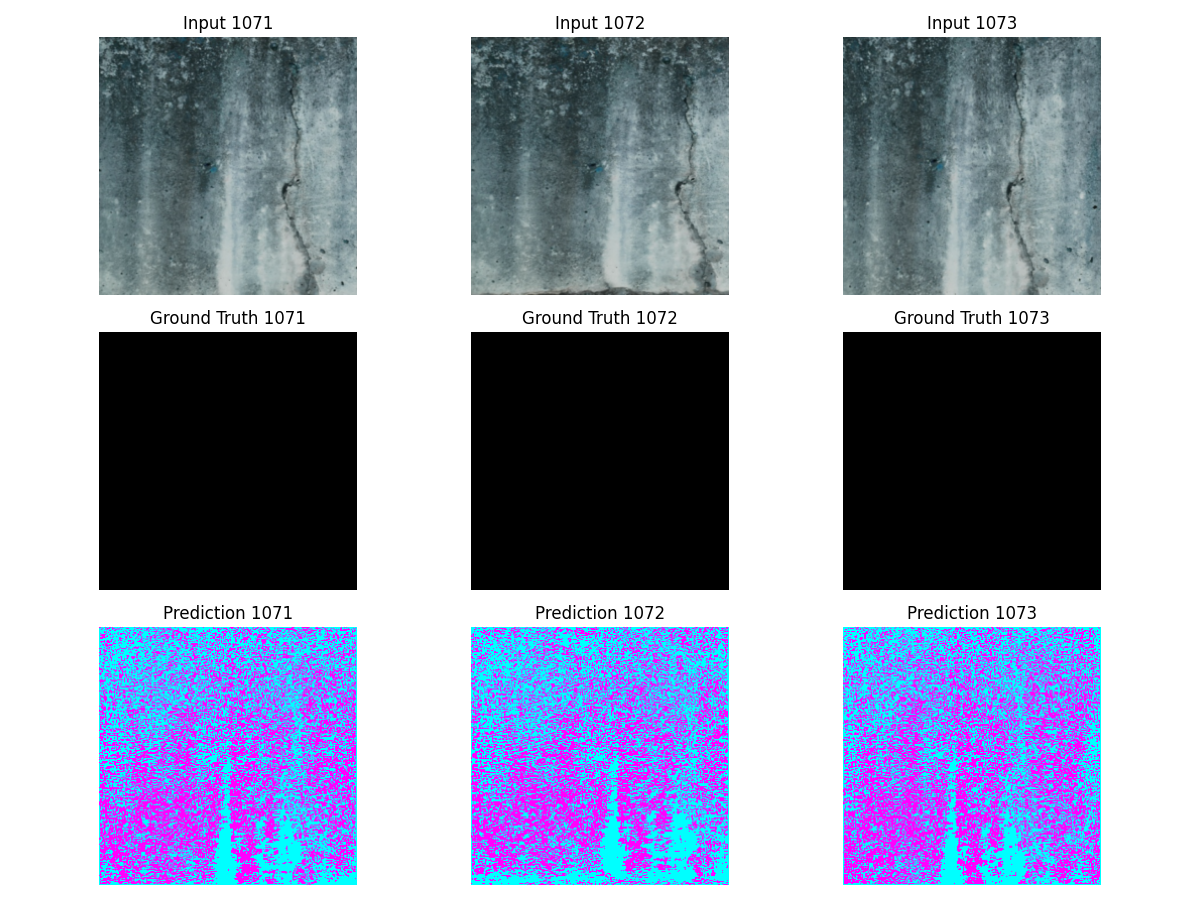 Input 1071
Input 1072
Input 1073
Ground Truth 1071
Ground Truth 1072
Ground Truth 1073
Prediction 1071
Prediction 1072
Prediction 1073